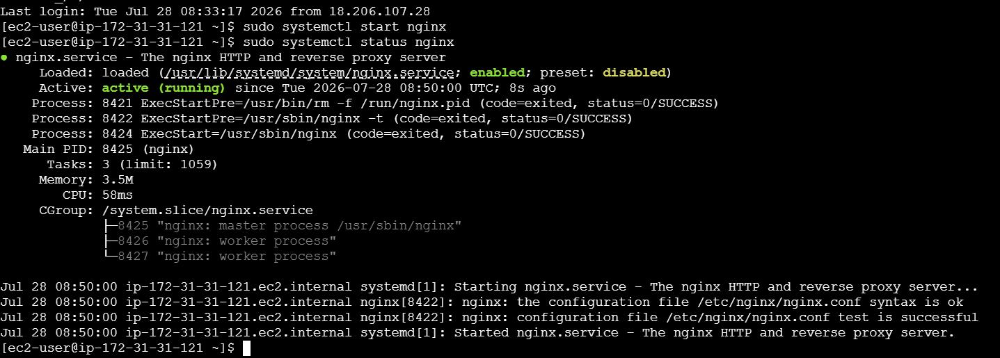 Last login: Tue Jul 28 08:33:17 2026 from 18.206.107.28
[ec2-user@ip-172-31-31-121 ~]$ sudo systemctl start nginx
[ec2-user@ip-172-31-31-121 ~]$ sudo systemctl status nginx
● nginx.service - The nginx HTTP and reverse proxy server
     Loaded: loaded (/usr/lib/systemd/system/nginx.service; enabled; preset: disabled)
     Active: active (running) since Tue 2026-07-28 08:50:00 UTC; 8s ago
    Process: 8421 ExecStartPre=/usr/bin/rm -f /run/nginx.pid (code=exited, status=0/SUCCESS)
    Process: 8422 ExecStartPre=/usr/sbin/nginx -t (code=exited, status=0/SUCCESS)
    Process: 8424 ExecStart=/usr/sbin/nginx (code=exited, status=0/SUCCESS)
   Main PID: 8425 (nginx)
      Tasks: 3 (limit: 1059)
     Memory: 3.5M
        CPU: 58ms
     CGroup: /system.slice/nginx.service
             ├─8425 "nginx: master process /usr/sbin/nginx"
             ├─8426 "nginx: worker process"
             └─8427 "nginx: worker process"

Jul 28 08:50:00 ip-172-31-31-121.ec2.internal systemd[1]: Starting nginx.service - The nginx HTTP and reverse proxy server...
Jul 28 08:50:00 ip-172-31-31-121.ec2.internal nginx[8422]: nginx: the configuration file /etc/nginx/nginx.conf syntax is ok
Jul 28 08:50:00 ip-172-31-31-121.ec2.internal nginx[8422]: nginx: configuration file /etc/nginx/nginx.conf test is successful
Jul 28 08:50:00 ip-172-31-31-121.ec2.internal systemd[1]: Started nginx.service - The nginx HTTP and reverse proxy server.
[ec2-user@ip-172-31-31-121 ~]$